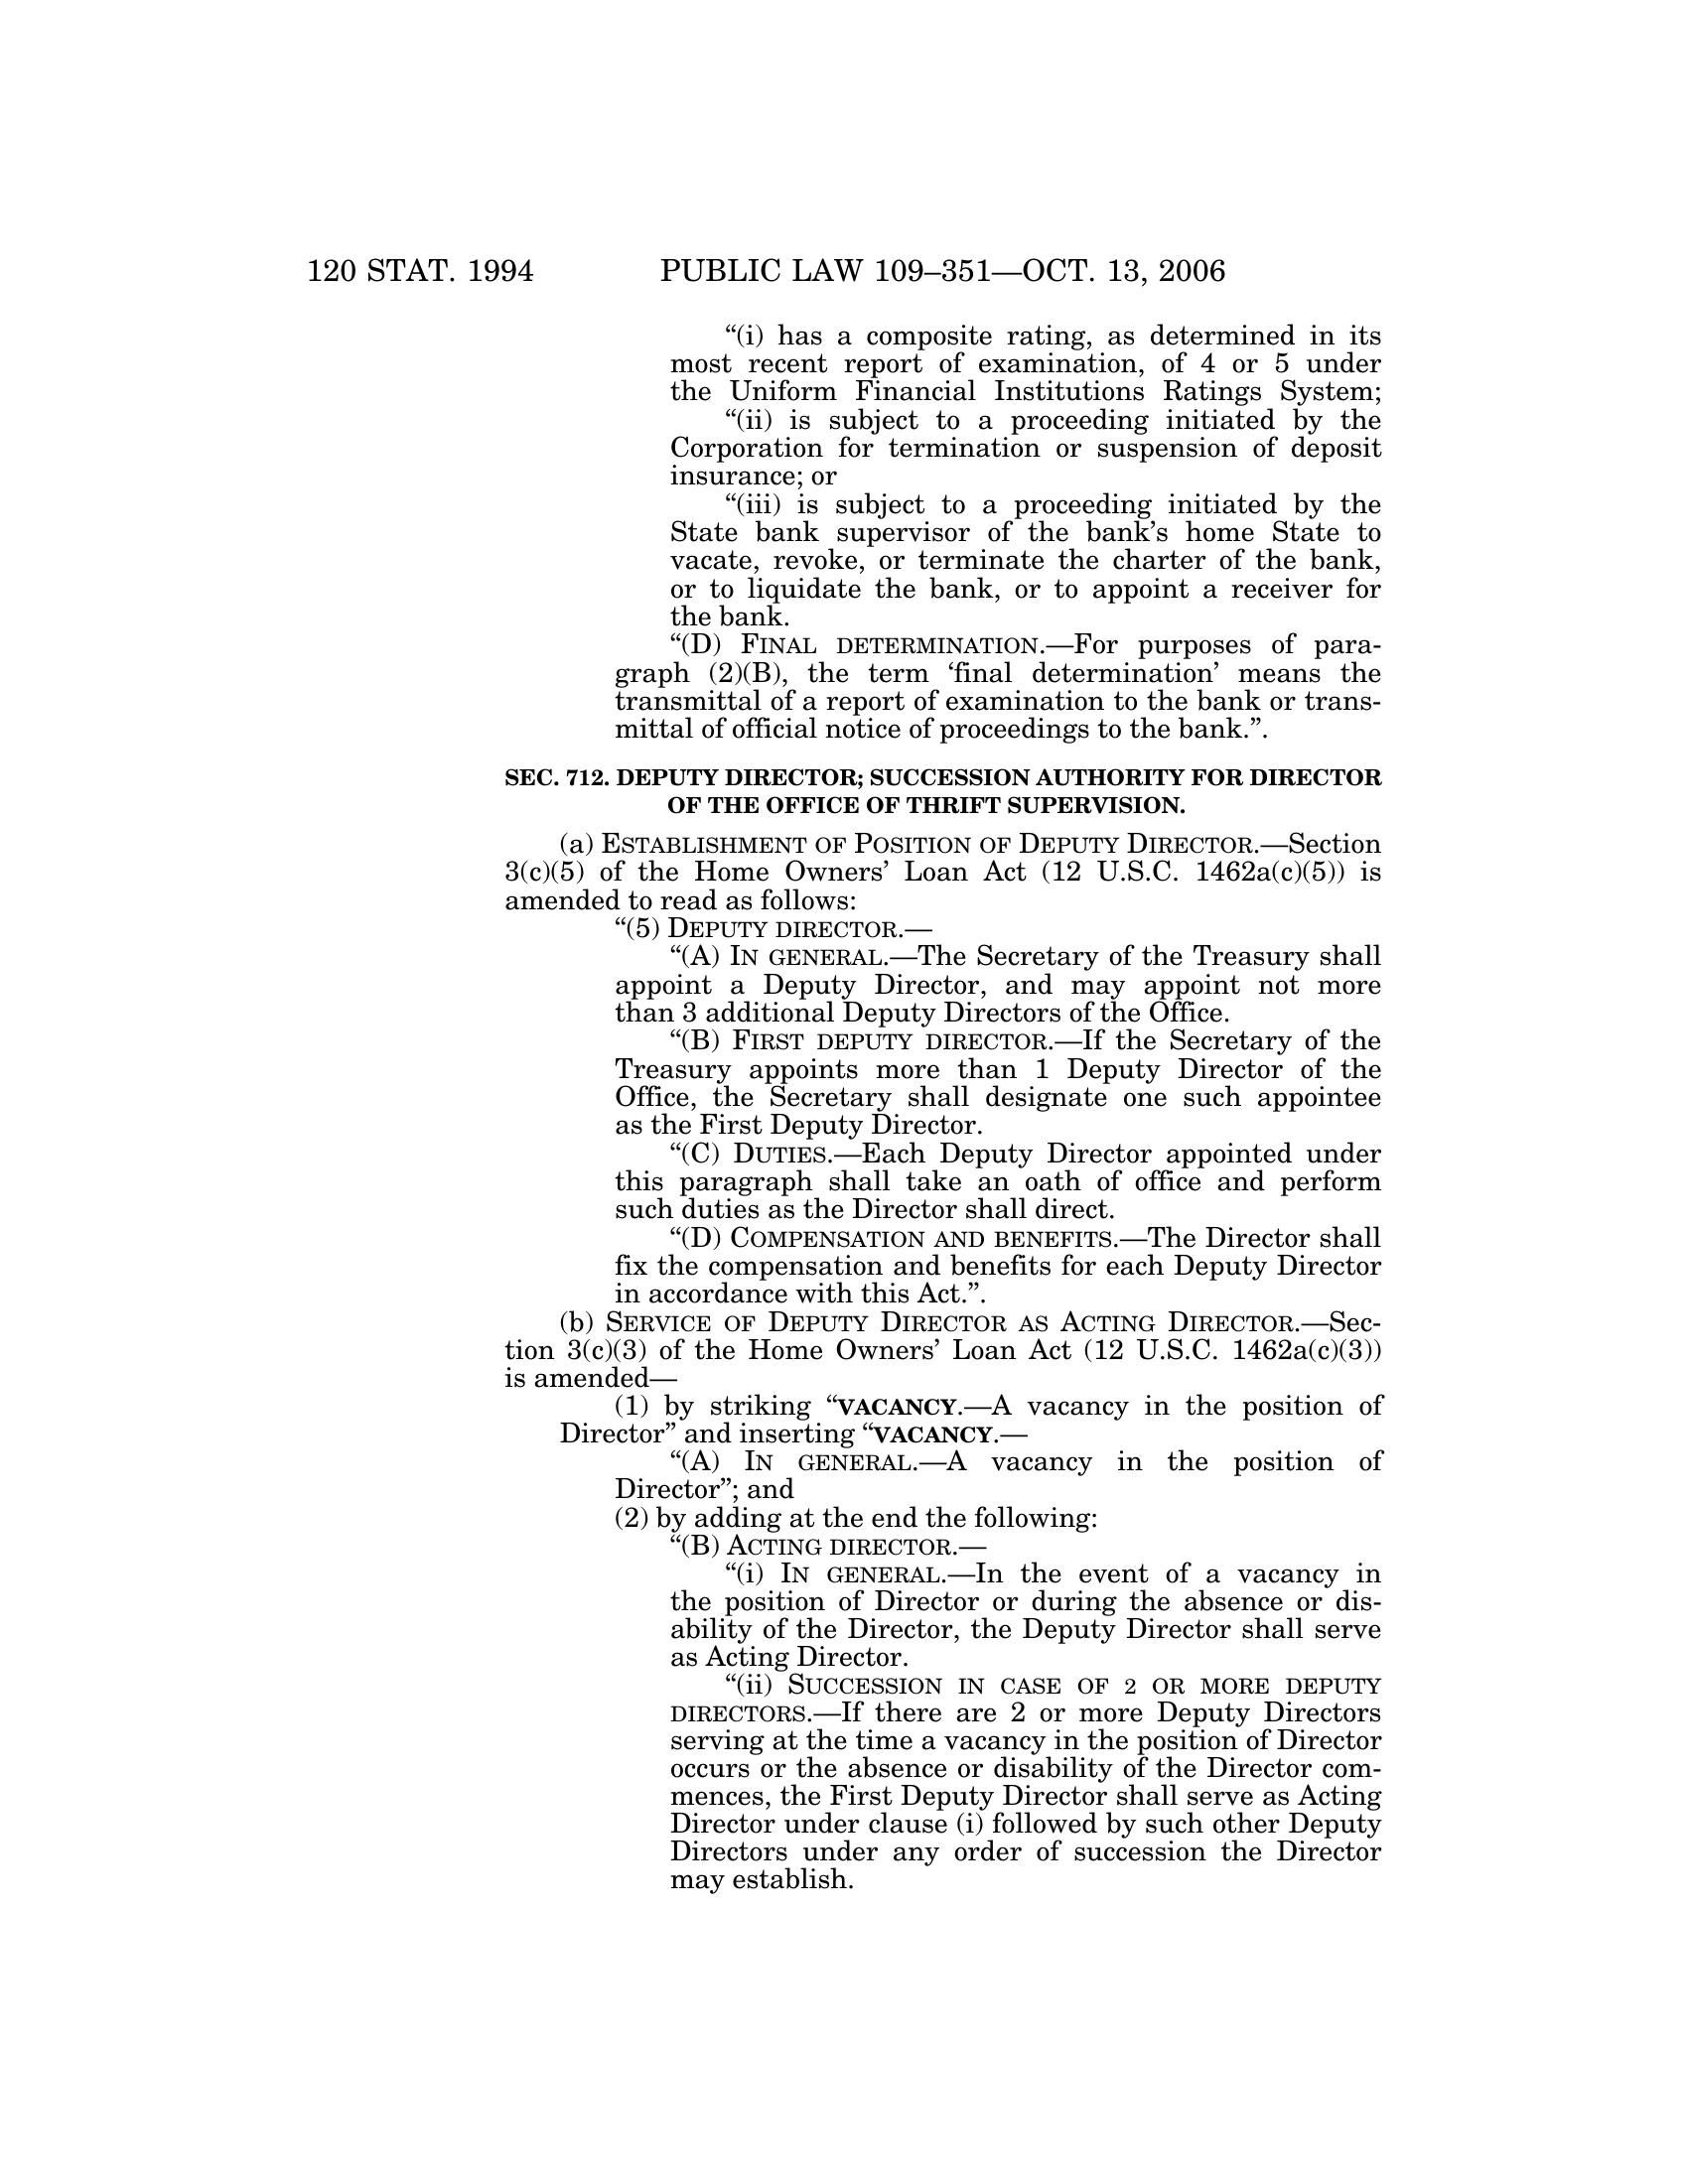 120 STAT. 1994 PUBLIC LAW 109–351—OCT. 13, 2006
“(i) has a composite rating, as determined in its
most recent report of examination, of 4 or 5 under
the Uniform Financial Institutions Ratings System;
“(ii) is subject to a proceeding initiated by the
Corporation for termination or suspension of deposit
insurance; or
“(iii) is subject to a proceeding initiated by the
State bank supervisor of the bank’s home State to
vacate, revoke, or terminate the charter of the bank,
or to liquidate the bank, or to appoint a receiver for
the bank.
“(D) FINAL DETERMINATION.—For purposes of para-
graph (2)(B), the term ‘final determination’ means the
transmittal of a report of examination to the bank or trans-
mittal of official notice of proceedings to the bank.”.
SEC. 712. DEPUTY DIRECTOR; SUCCESSION AUTHORITY FOR DIRECTOR
OF THE OFFICE OF THRIFT SUPERVISION.
(a) ESTABLISHMENT OF POSITION OF DEPUTY DIRECTOR.—Section
3(c)(5) of the Home Owners’ Loan Act (12 U.S.C. 1462a(c)(5)) is
amended to read as follows:
“(5) DEPUTY DIRECTOR.—
“(A) IN GENERAL.—The Secretary of the Treasury shall
appoint a Deputy Director, and may appoint not more
than 3 additional Deputy Directors of the Office.
“(B) FIRST DEPUTY DIRECTOR.—If the Secretary of the
Treasury appoints more than 1 Deputy Director of the
Office, the Secretary shall designate one such appointee
as the First Deputy Director.
“(C) DUTIES.—Each Deputy Director appointed under
this paragraph shall take an oath of office and perform
such duties as the Director shall direct.
“(D) COMPENSATION AND BENEFITS.—The Director shall
fix the compensation and benefits for each Deputy Director
in accordance with this Act.”.
(b) SERVICE OF DEPUTY DIRECTOR AS ACTING DIRECTOR.—Sec-
tion 3(c)(3) of the Home Owners’ Loan Act (12 U.S.C. 1462a(c)(3))
is amended—
(1) by striking “VACANCY.—A vacancy in the position of
Director” and inserting “VACANCY.—
“(A) IN GENERAL.—A vacancy in the position of
Director”; and
(2) by adding at the end the following:
“(B) ACTING DIRECTOR.—
“(i) IN GENERAL.—In the event of a vacancy in
the position of Director or during the absence or dis-
ability of the Director, the Deputy Director shall serve
as Acting Director.
“(ii) SUCCESSION IN CASE OF 2 OR MORE DEPUTY
DIRECTORS.—If there are 2 or more Deputy Directors
serving at the time a vacancy in the position of Director
occurs or the absence or disability of the Director com-
mences, the First Deputy Director shall serve as Acting
Director under clause (i) followed by such other Deputy
Directors under any order of succession the Director
may establish.